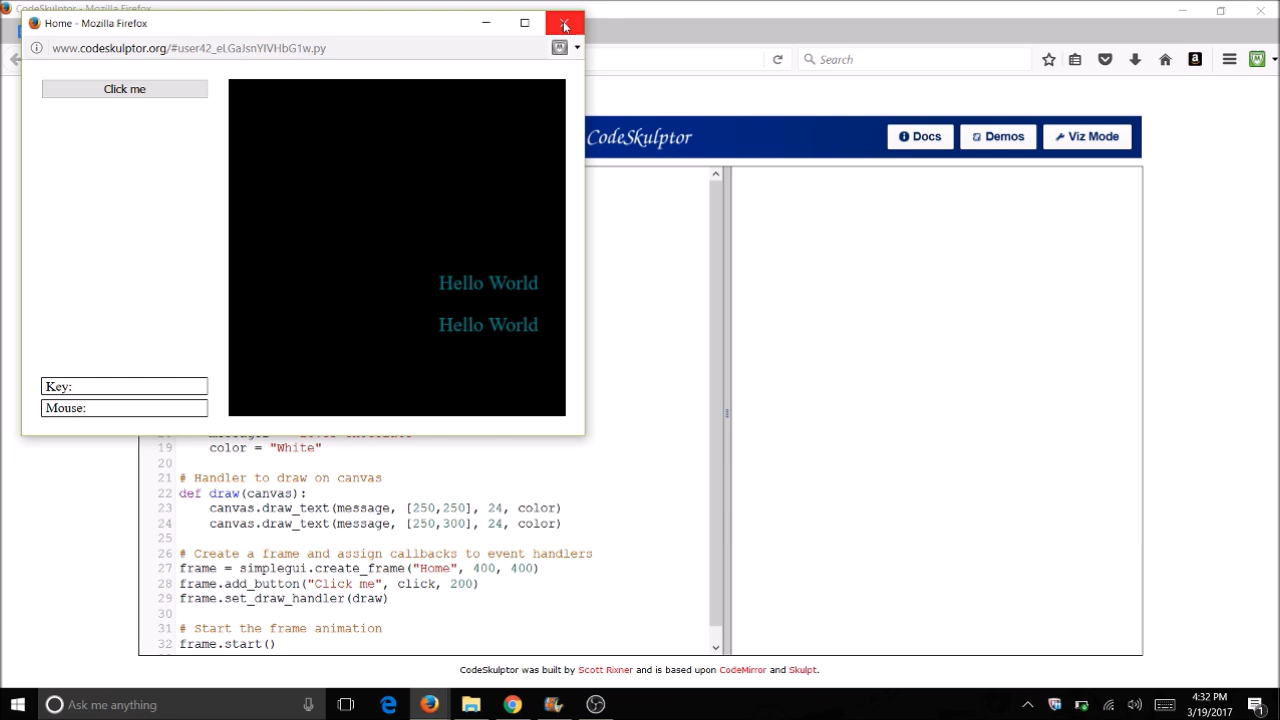 CodeSkulptor - Mozilla Firefox
Home - Mozilla Firefox
www.codeskulptor.org/#user42_eLGaJsnYIVHbG1w.py
Search
Click me
CodeSkulptor
Docs
Demos
Viz Mode
Hello World
Hello World
Key:
Mouse:
19 color = "White"
20
21 # Handler to draw on canvas
22 def draw(canvas):
23 canvas.draw_text(message, [250,250], 24, color)
24 canvas.draw_text(message, [250,300], 24, color)
25
26 # Create a frame and assign callbacks to event handlers
27 frame = simplegui.create_frame("Home", 400, 400)
28 frame.add_button("Click me", click, 200)
29 frame.set_draw_handler(draw)
30
31 # Start the frame animation
32 frame.start()
CodeSkulptor was built by Scott Rixner and is based upon CodeMirror and Skulpt.
Ask me anything
4:32 PM
3/19/2017